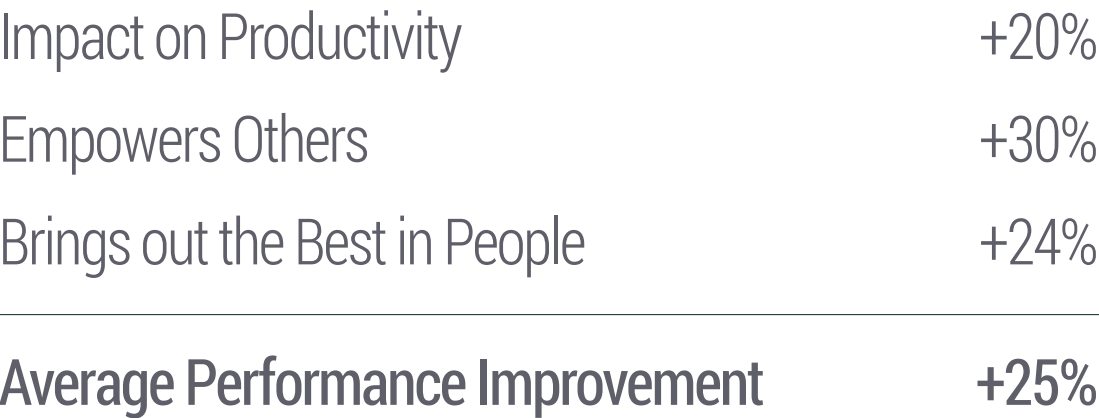 Impact on Productivity +20%
Empowers Others +30%
Brings out the Best in People +24%
Average Performance Improvement +25%